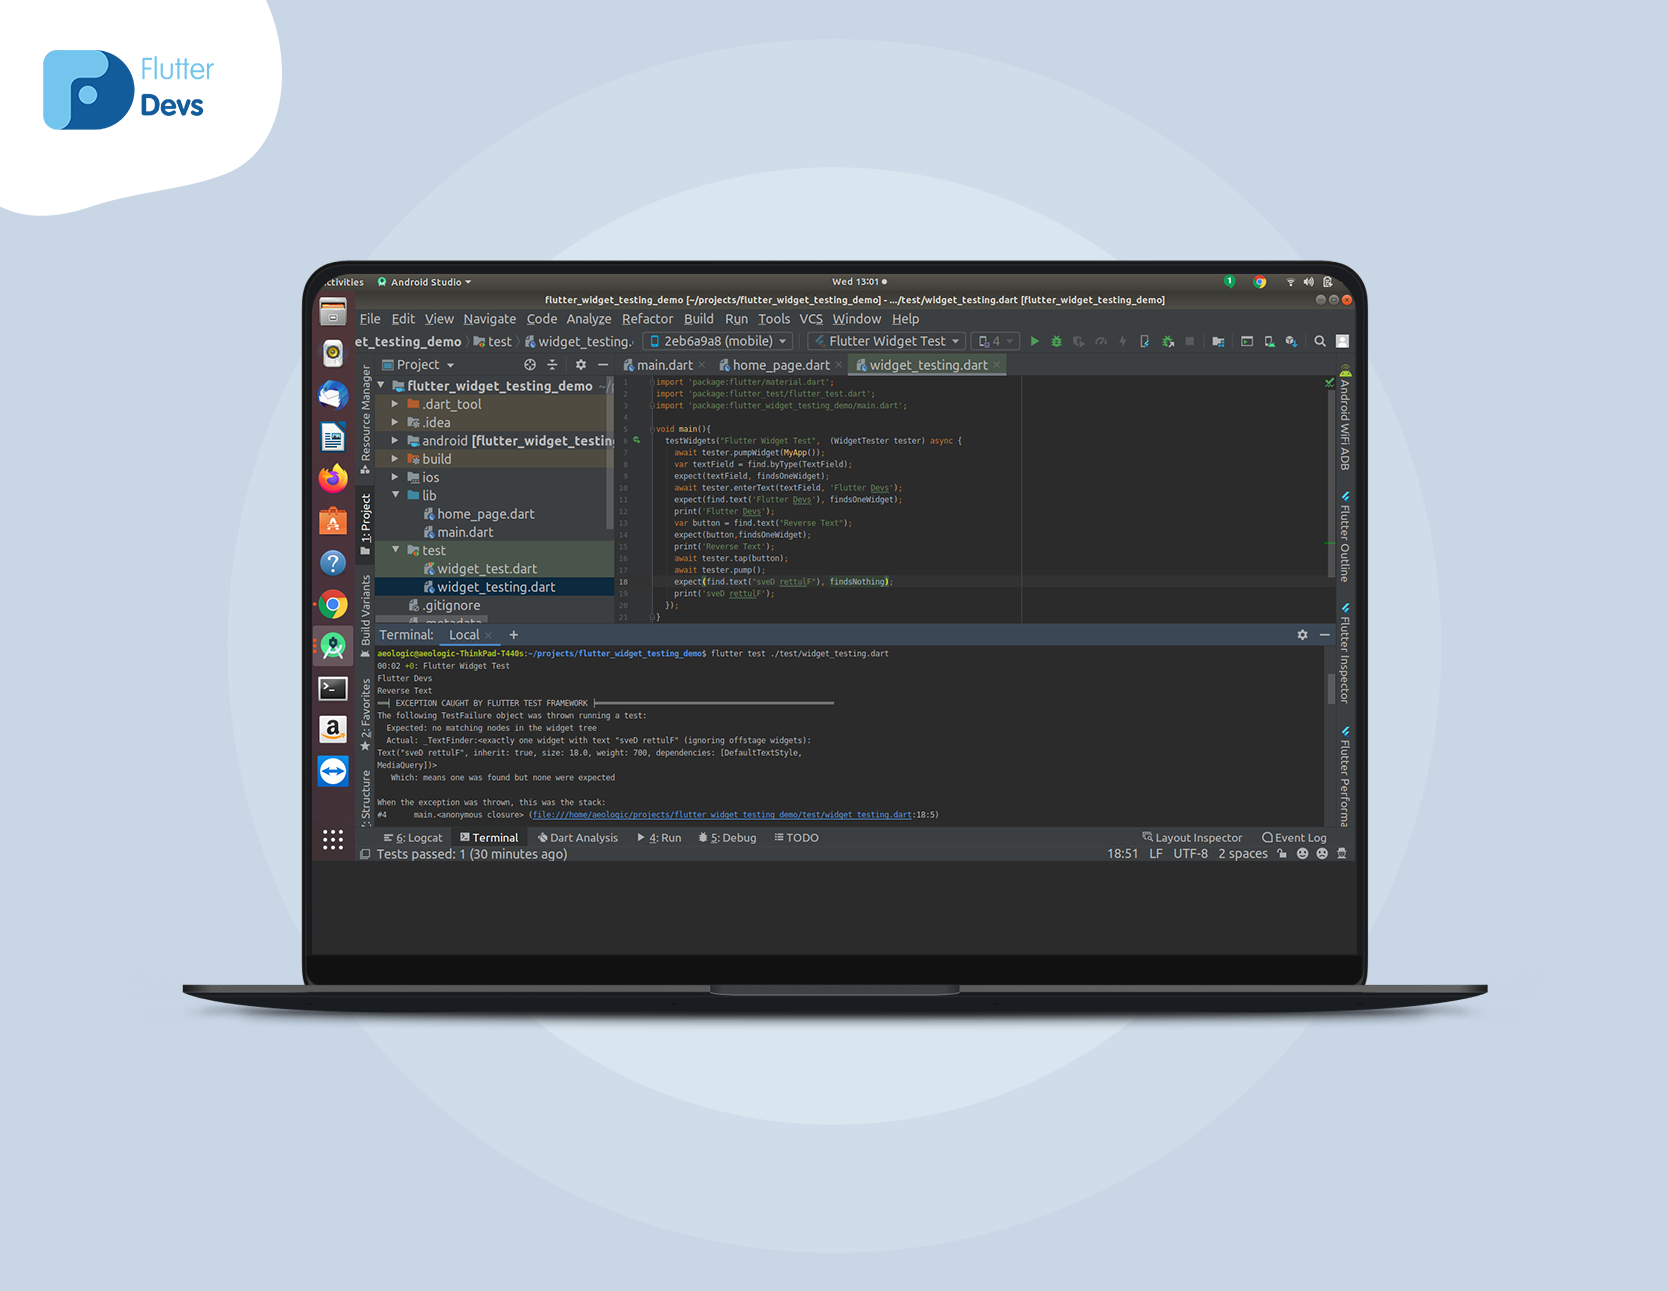 Flutter
Devs
ctivities
Android Studio
Wed 13:01
1
flutter_widget_testing_demo [~/projects/flutter_widget_testing_demo] - .../test/widget_testing.dart [flutter_widget_testing_demo]
File Edit View Navigate Code Analyze Refactor Build Run Tools VCS Window Help
et_testing_demo test widget_testing. 2eb6a9a8 (mobile) Flutter Widget Test 4
Project
main.dart home_page.dart widget_testing.dart
Resource Manager
1: Project
Build Variants
2: Favorites
Structure
flutter_widget_testing_demo ~/p
.dart_tool
.idea
android [flutter_widget_testing
build
ios
lib
home_page.dart
main.dart
test
widget_test.dart
widget_testing.dart
.gitignore
.metadata
1 import 'package:flutter/material.dart';
2 import 'package:flutter_test/flutter_test.dart';
3 import 'package:flutter_widget_testing_demo/main.dart';
4
5 void main(){
6 testWidgets("Flutter Widget Test", (WidgetTester tester) async {
7 await tester.pumpWidget(MyApp());
8 var textField = find.byType(TextField);
9 expect(textField, findsOneWidget);
10 await tester.enterText(textField, 'Flutter Devs');
11 expect(find.text('Flutter Devs'), findsOneWidget);
12 print('Flutter Devs');
13 var button = find.text("Reverse Text");
14 expect(button,findsOneWidget);
15 print('Reverse Text');
16 await tester.tap(button);
17 await tester.pump();
18 expect(find.text("sveD rettulF"), findsNothing);
19 print('sveD rettulF');
20 });
21 }
Android WiFi ADB
Flutter Outline
Flutter Inspector
Flutter Performa
Terminal: Local +
aeologic@aeologic-ThinkPad-T440s:~/projects/flutter_widget_testing_demo$ flutter test ./test/widget_testing.dart
00:02 +0: Flutter Widget Test
Flutter Devs
Reverse Text
EXCEPTION CAUGHT BY FLUTTER TEST FRAMEWORK
The following TestFailure object was thrown running a test:
Expected: no matching nodes in the widget tree
Actual: _TextFinder:<exactly one widget with text "sveD rettulF" (ignoring offstage widgets):
Text("sveD rettulF", inherit: true, size: 18.0, weight: 700, dependencies: [DefaultTextStyle,
MediaQuery])>
Which: means one was found but none were expected
When the exception was thrown, this was the stack:
#4 main.<anonymous closure> (file:///home/aeologic/projects/flutter_widget_testing_demo/test/widget_testing.dart:18:5)
6: Logcat Terminal Dart Analysis 4: Run 5: Debug TODO Layout Inspector Event Log
Tests passed: 1 (30 minutes ago) 18:51 LF UTF-8 2 spaces